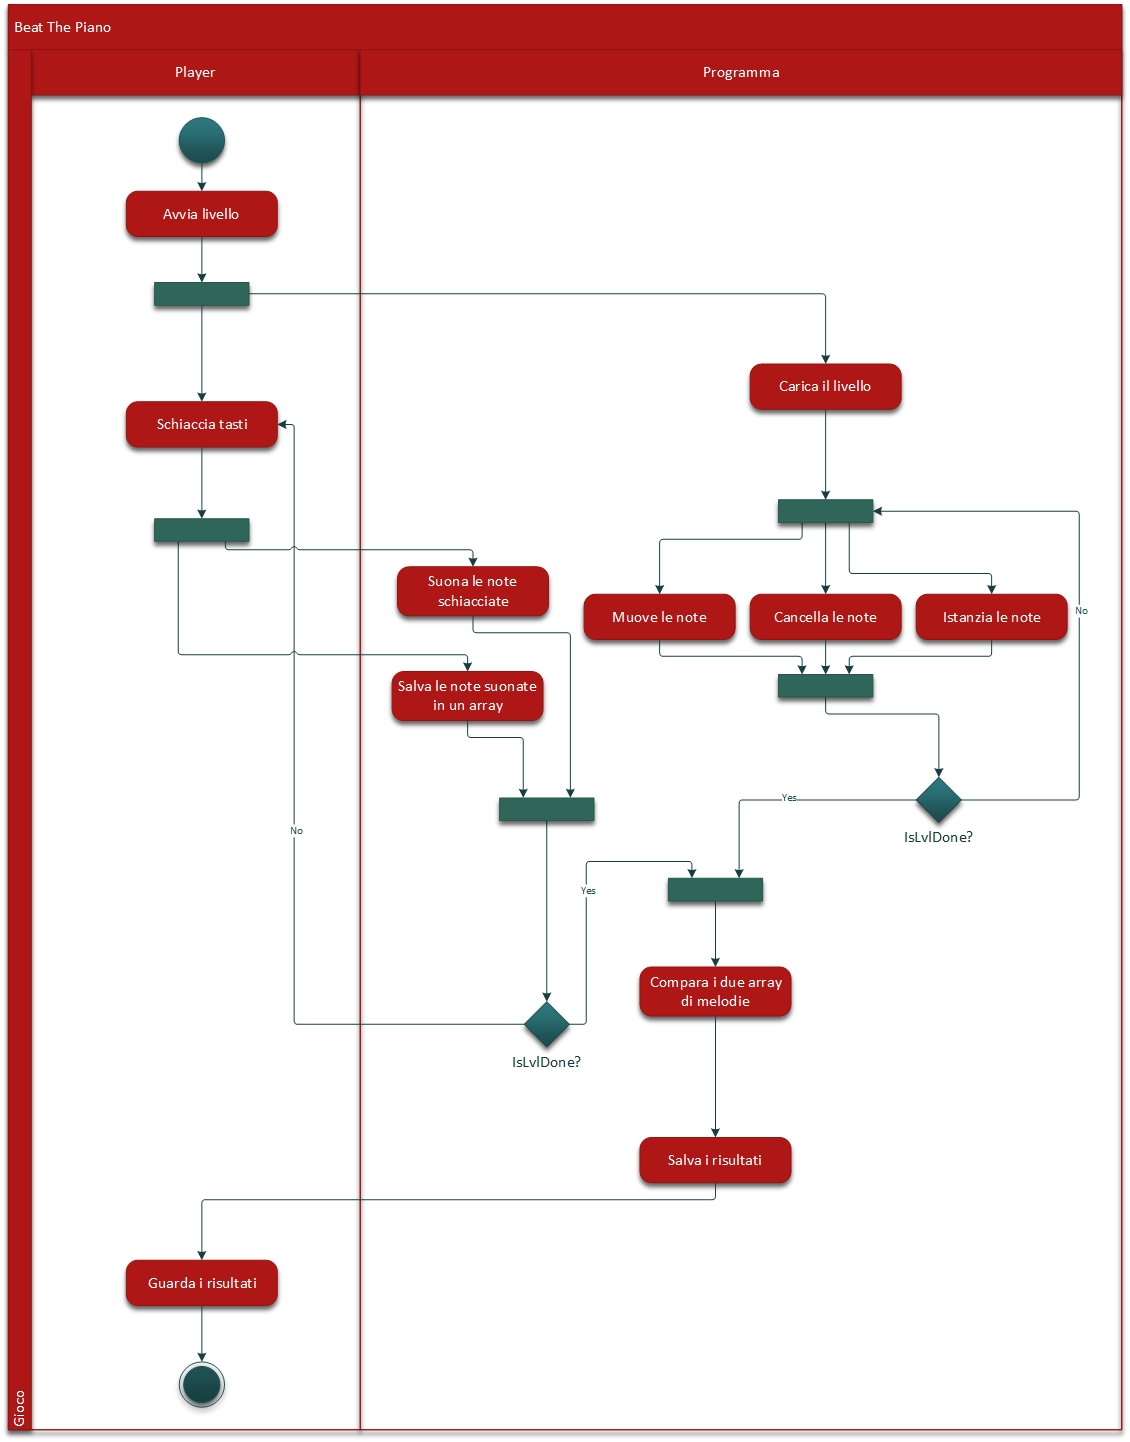 Beat The Piano
Player
Programma
Avvia livello
Carica il livello
Schiaccia tasti
Suona le note
schiacciate
Muove le note
Cancella le note
Istanzia le note
No
Salva le note suonate
in un array
Yes
IsLvlDone?
No
Yes
Compara i due array
di melodie
IsLvlDone?
Salva i risultati
Guarda i risultati
Gioco